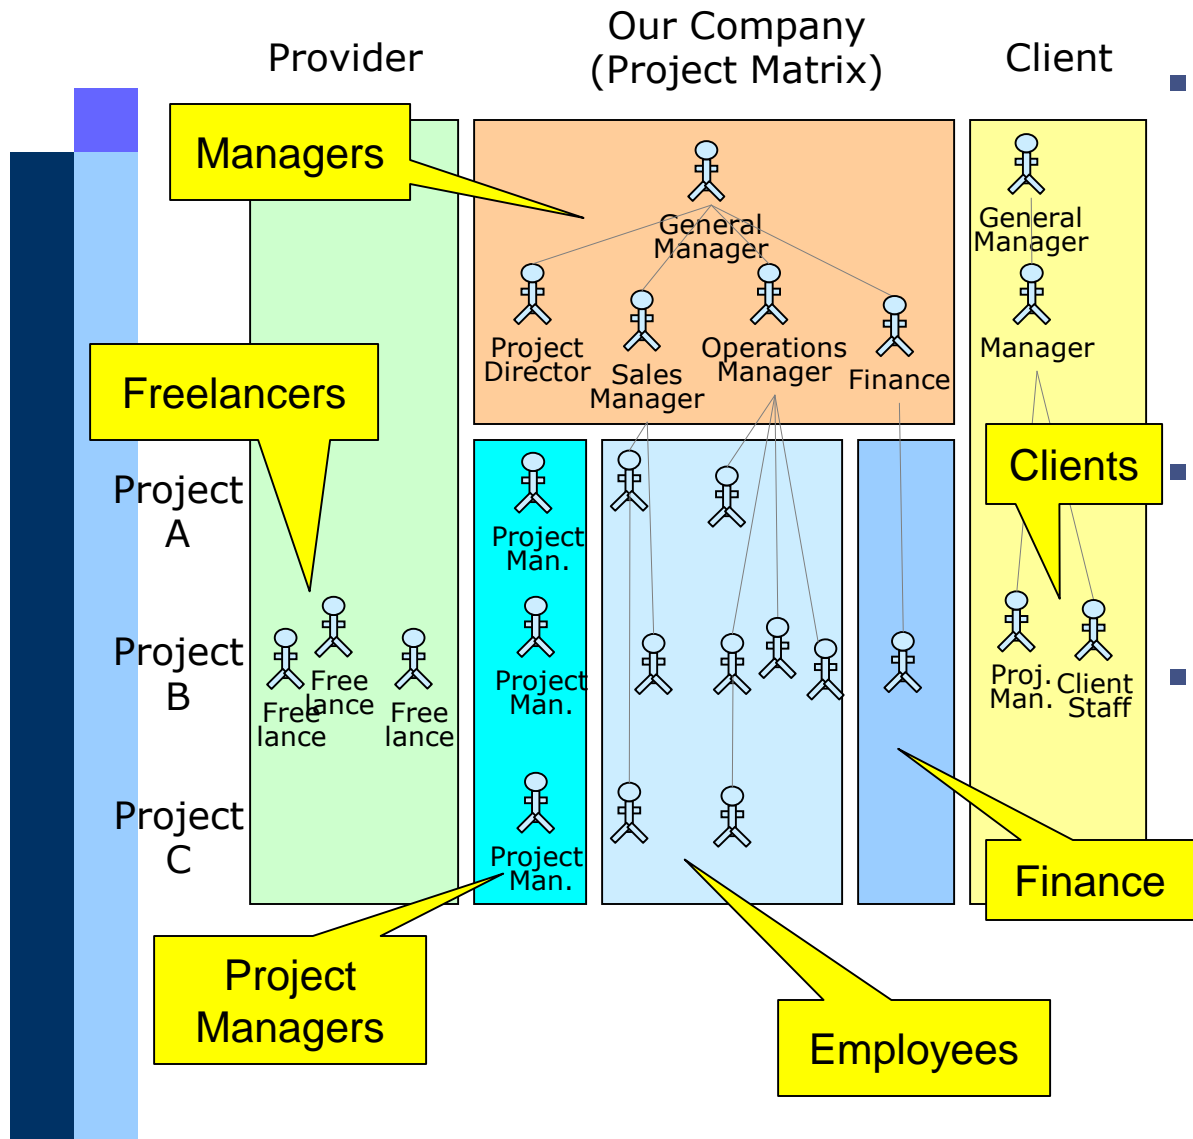 Provider
Our Company
(Project Matrix)
Client
Managers
General
Manager
General
Manager
Project
Director
Sales
Manager
Operations
Manager
Finance
Manager
Freelancers
Clients
Project
A
Project
Man.
Project
B
Free
lance
Free
lance
Free
lance
Project
Man.
Proj.
Man.
Client
Staff
Project
C
Project
Man.
Finance
Project
Managers
Employees